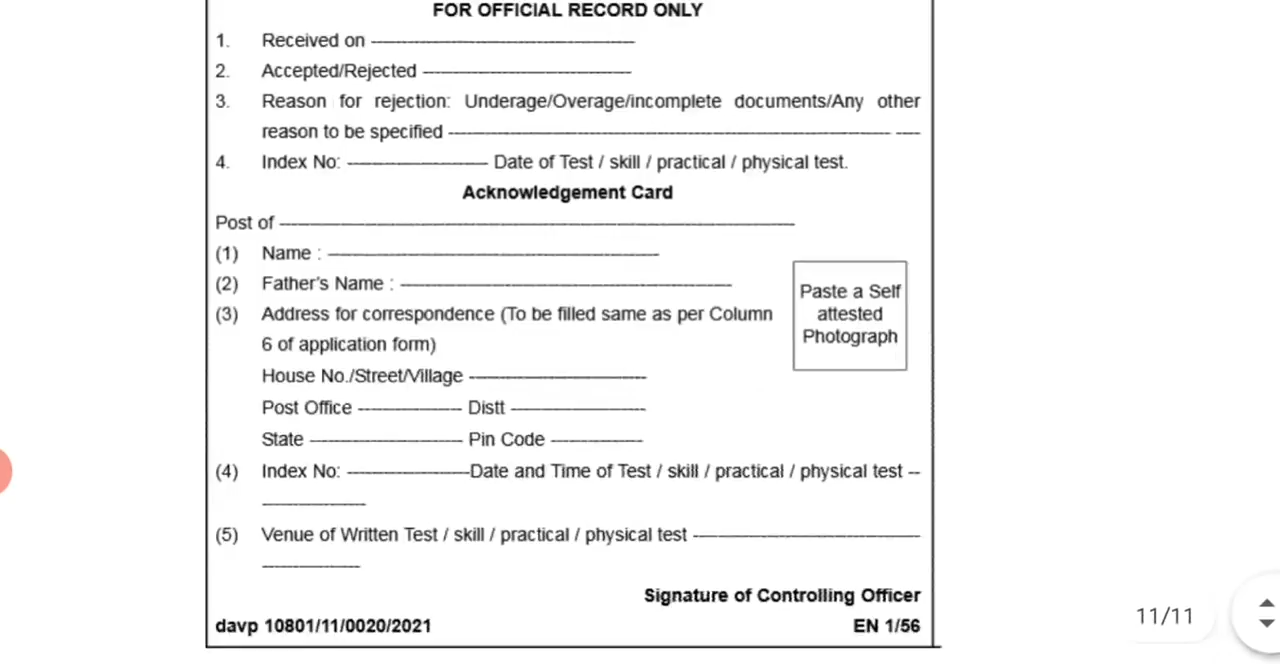 FOR OFFICIAL RECORD ONLY
1. Received on
2. Accepted/Rejected
3. Reason for rejection: Underage/Overage/incomplete documents/Any other
reason to be specified
4. Index No: Date of Test / skill / practical / physical test.
Acknowledgement Card
Post of
(1) Name :
(2) Father's Name :
(3) Address for correspondence (To be filled same as per Column
6 of application form)
Paste a Self
attested
Photograph
House No./Street/Village
Post Office Distt
State Pin Code
(4) Index No: Date and Time of Test / skill / practical / physical test
(5) Venue of Written Test / skill / practical / physical test
Signature of Controlling Officer
davp 10801/11/0020/2021 EN 1/56
11/11